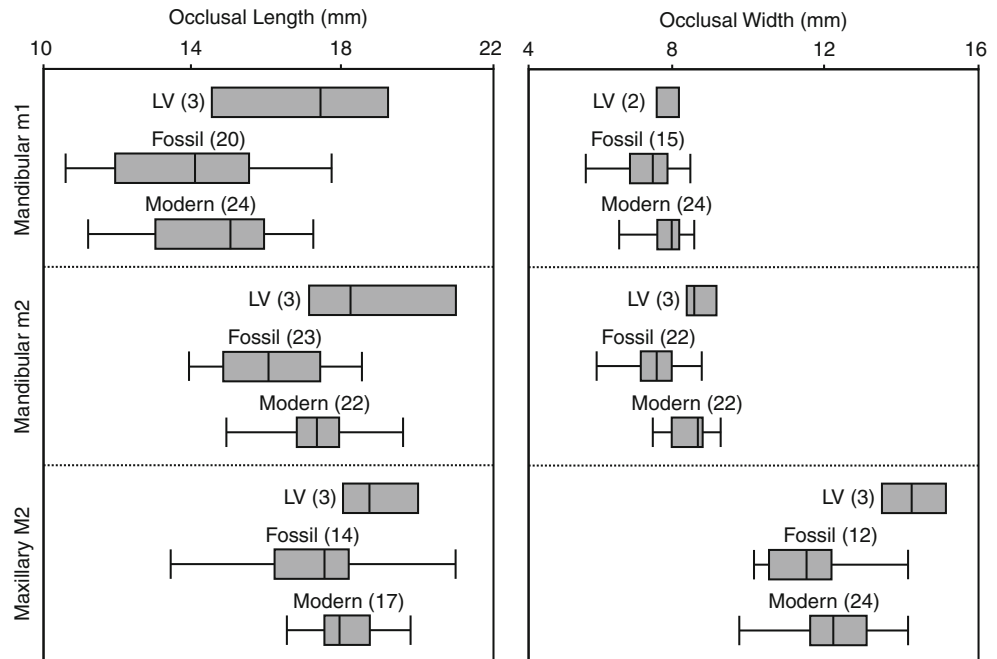 Occlusal Length (mm)
Occlusal Width (mm)
10 14 18 22
4 8 12 16
Mandibular m1
LV (3)
LV (2)
Fossil (20)
Fossil (15)
Modern (24)
Modern (24)
Mandibular m2
LV (3)
LV (3)
Fossil (23)
Fossil (22)
Modern (22)
Modern (22)
Maxillary M2
LV (3)
LV (3)
Fossil (14)
Fossil (12)
Modern (17)
Modern (24)